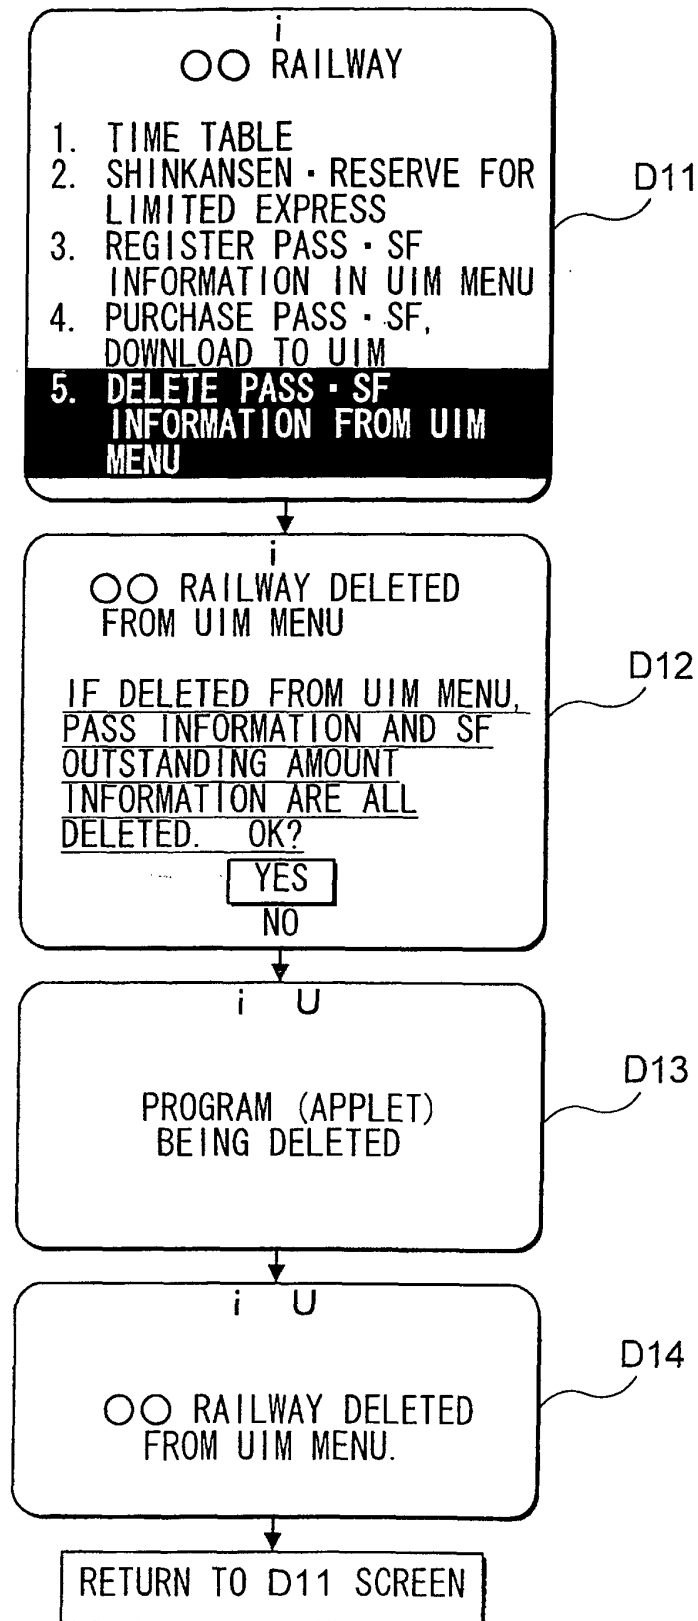 i
○○ RAILWAY
1. TIME TABLE
2. SHINKANSEN・RESERVE FOR
LIMITED EXPRESS
3. REGISTER PASS・SF
INFORMATION IN UIM MENU
4. PURCHASE PASS・SF,
DOWNLOAD TO UIM
5. DELETE PASS・SF
INFORMATION FROM UIM
MENU
D11
i
○○ RAILWAY DELETED
FROM UIM MENU
IF DELETED FROM UIM MENU,
PASS INFORMATION AND SF
OUTSTANDING AMOUNT
INFORMATION ARE ALL
DELETED. OK?
YES
NO
D12
i U
PROGRAM (APPLET)
BEING DELETED
D13
i U
○○ RAILWAY DELETED
FROM UIM MENU.
D14
RETURN TO D11 SCREEN